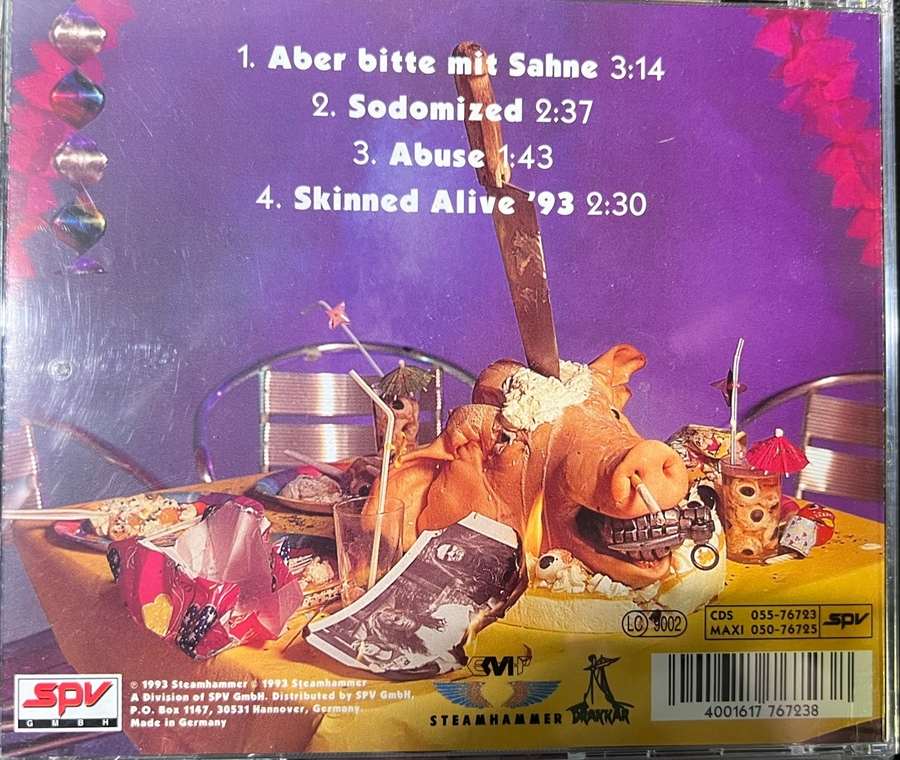 1. Aber bitte mit Sahne 3:14
2. Sodomized 2:37
3. Abuse 1:43
4. Skinned Alive '93 2:30
LC 9002
CDS 055-76723
MAXI 050-76725
spv
spv
GMBH
℗ 1993 Steamhammer © 1993 Steamhammer
A Division of SPV GmbH. Distributed by SPV GmbH,
P.O. Box 1147, 30531 Hannover, Germany
Made in Germany
STEAMHAMMER
DRAKKAR
4001617 767238